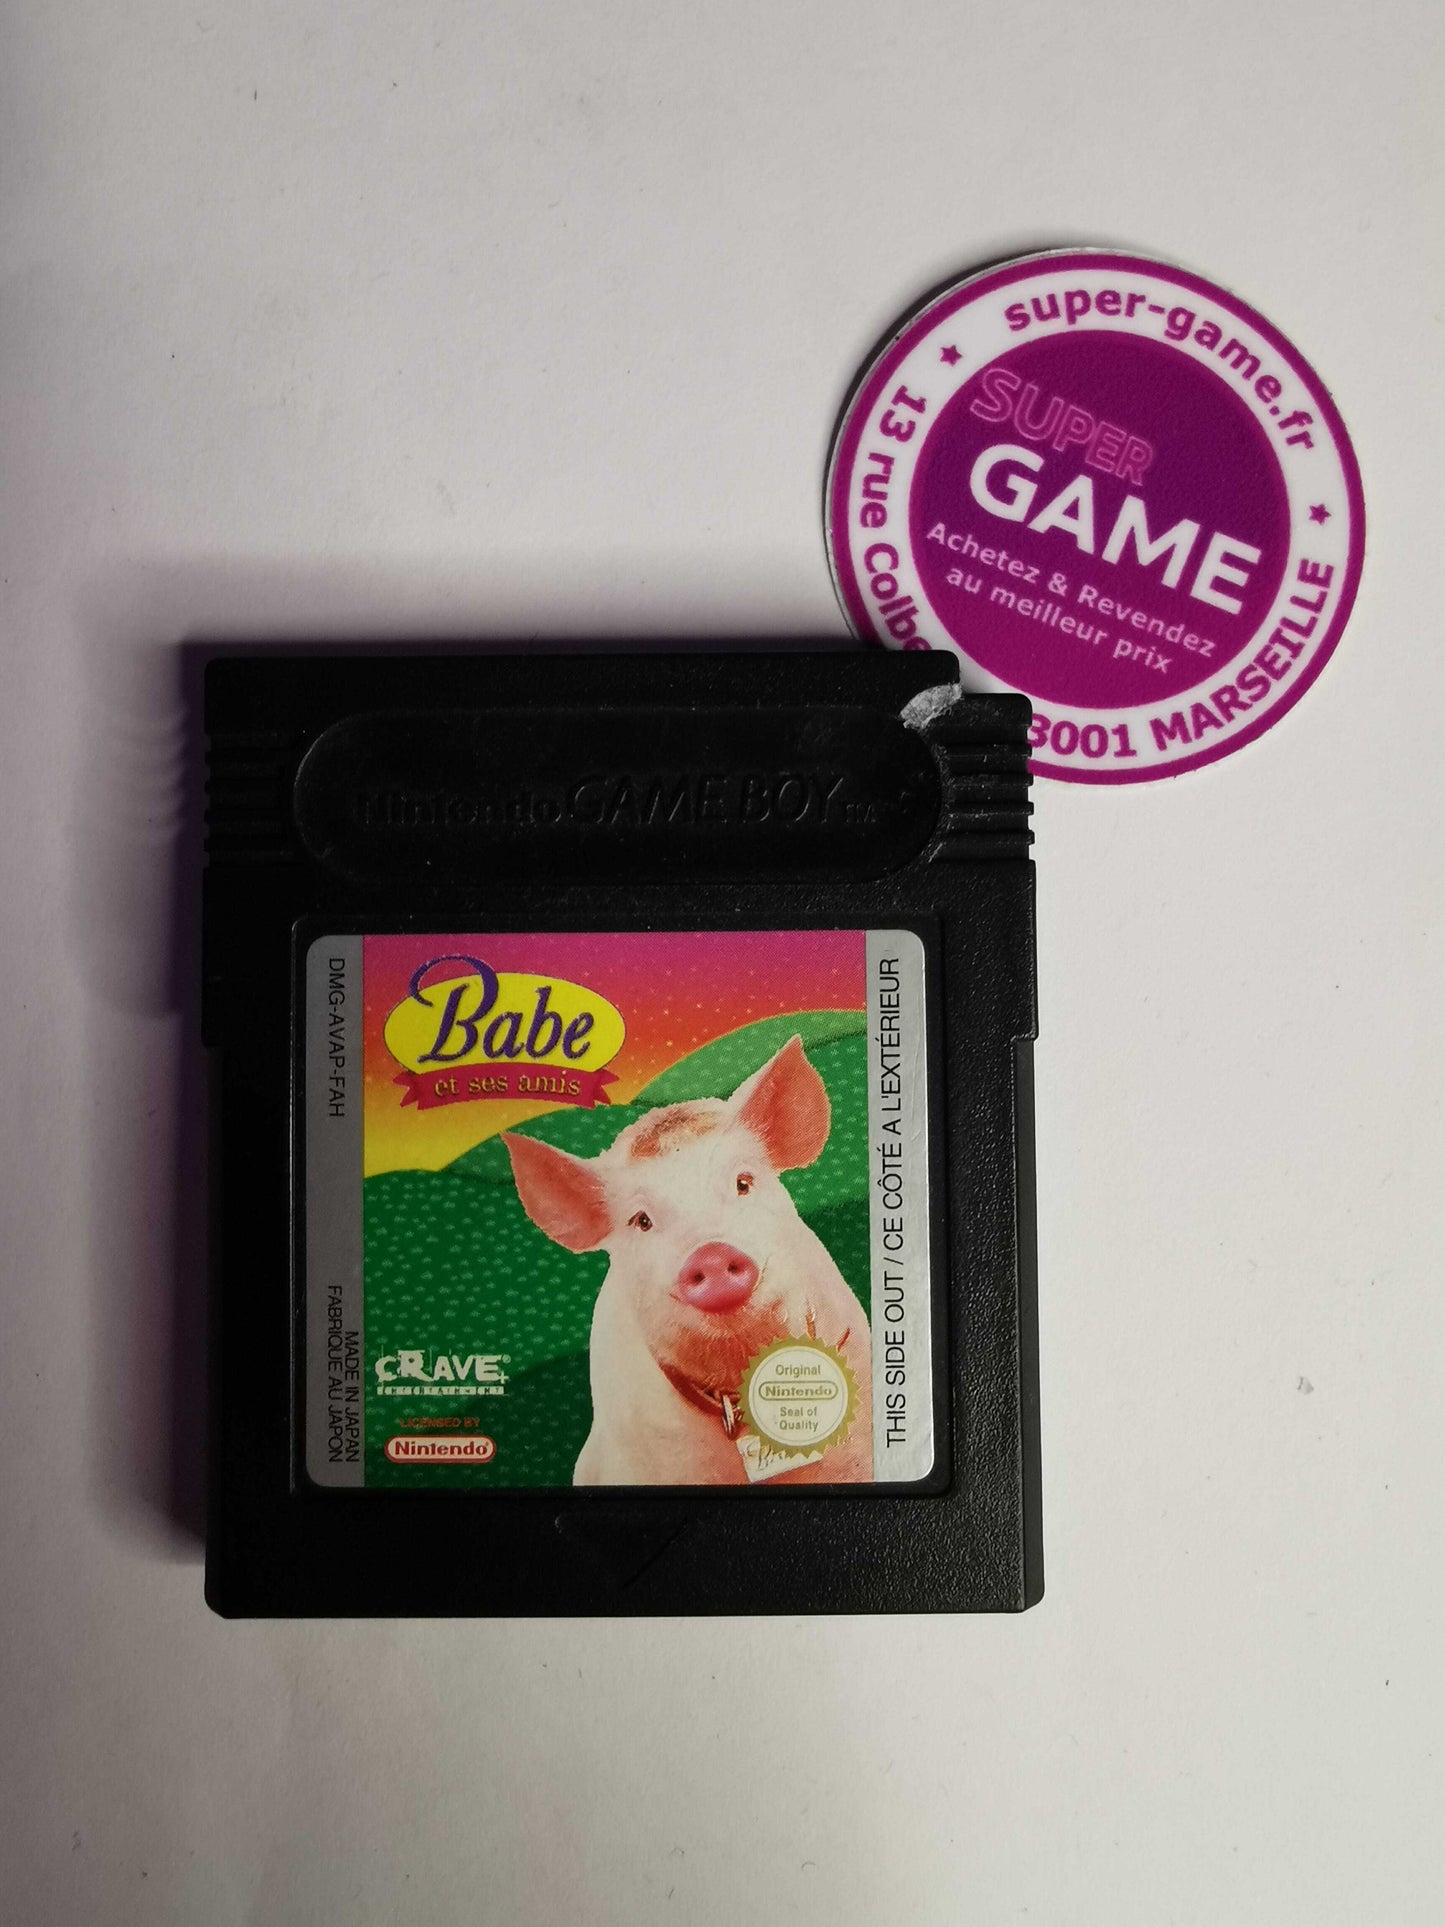 super-game.fr
SUPER
GAME
Achetez & Revendez
au meilleur prix
13 rue
3001 MARSEILLE
Nintendo GAME BOY TM
DMG-AVAP-FAH
MADE IN JAPAN
FABRIQUE AU JAPON
Babe
et ses amis
CRAVE®
ENTERTAINMENT
LICENSED BY
Nintendo
Original
Nintendo
Seal of
Quality
THIS SIDE OUT / CE CÔTÉ A L'EXTÉRIEUR